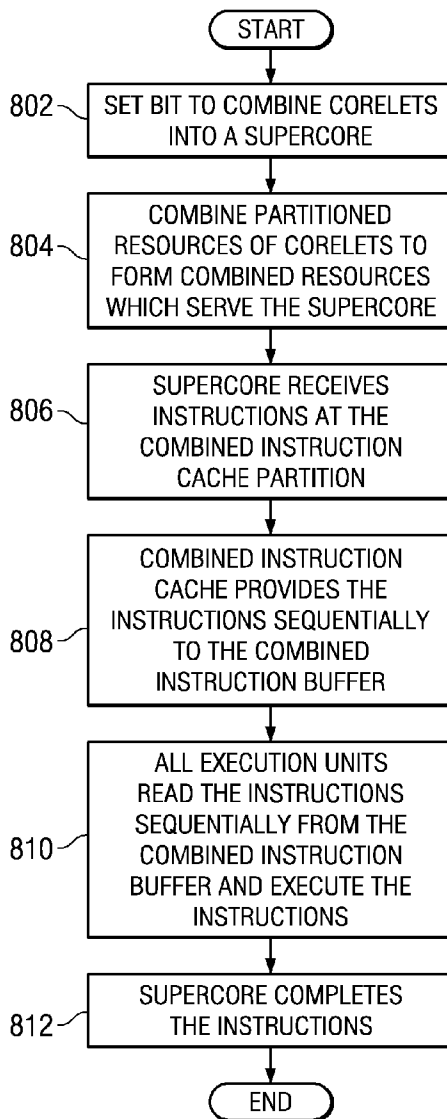 START
802
SET BIT TO COMBINE CORELETS
INTO A SUPERCORE
804
COMBINE PARTITIONED
RESOURCES OF CORELETS TO
FORM COMBINED RESOURCES
WHICH SERVE THE SUPERCORE
806
SUPERCORE RECEIVES
INSTRUCTIONS AT THE
COMBINED INSTRUCTION
CACHE PARTITION
808
COMBINED INSTRUCTION
CACHE PROVIDES THE
INSTRUCTIONS SEQUENTIALLY
TO THE COMBINED
INSTRUCTION BUFFER
810
ALL EXECUTION UNITS
READ THE INSTRUCTIONS
SEQUENTIALLY FROM THE
COMBINED INSTRUCTION
BUFFER AND EXECUTE THE
INSTRUCTIONS
812
SUPERCORE COMPLETES
THE INSTRUCTIONS
END